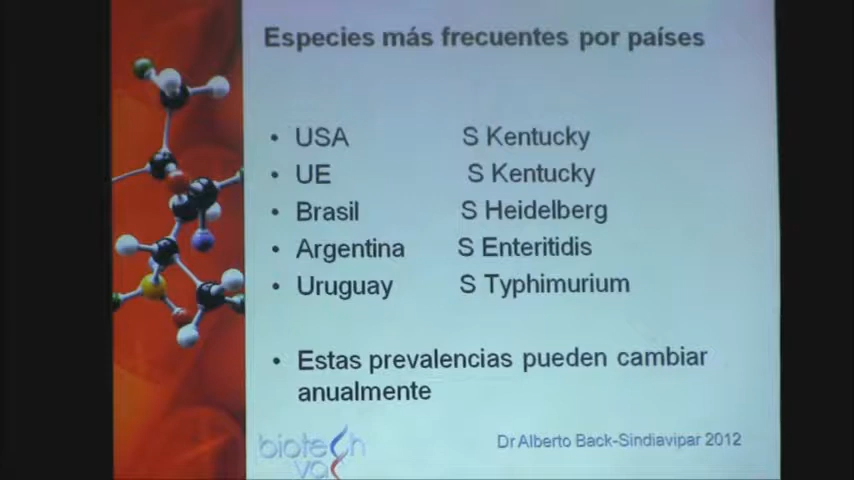 Especies más frecuentes por países
• USA S Kentucky
• UE S Kentucky
• Brasil S Heidelberg
• Argentina S Enteritidis
• Uruguay S Typhimurium
• Estas prevalencias pueden cambiar
anualmente
biotech
vac
Dr Alberto Back-Sindiavipar 2012